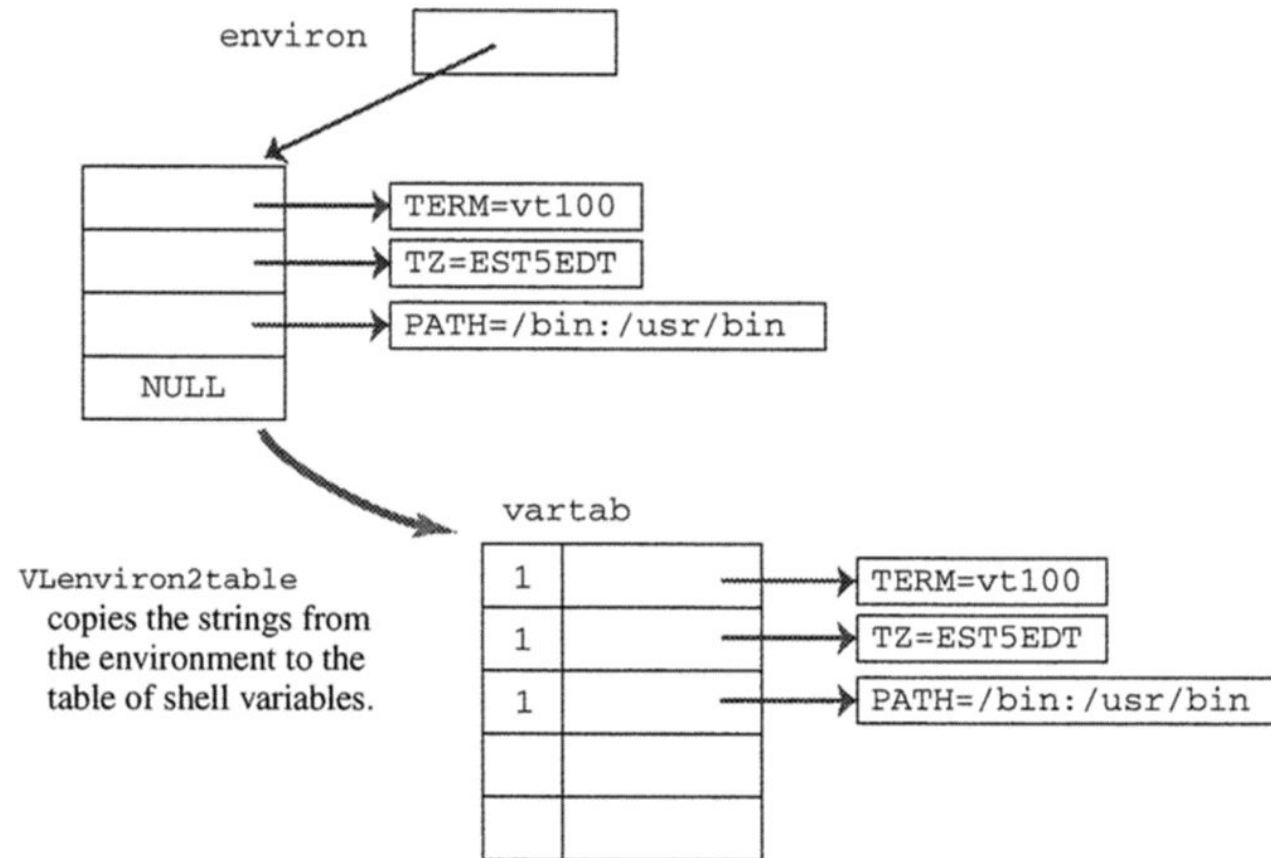 environ
TERM=vt100
TZ=EST5EDT
PATH=/bin:/usr/bin
NULL
vartab
VLenviron2table
copies the strings from
the environment to the
table of shell variables.
1
TERM=vt100
1
TZ=EST5EDT
1
PATH=/bin:/usr/bin